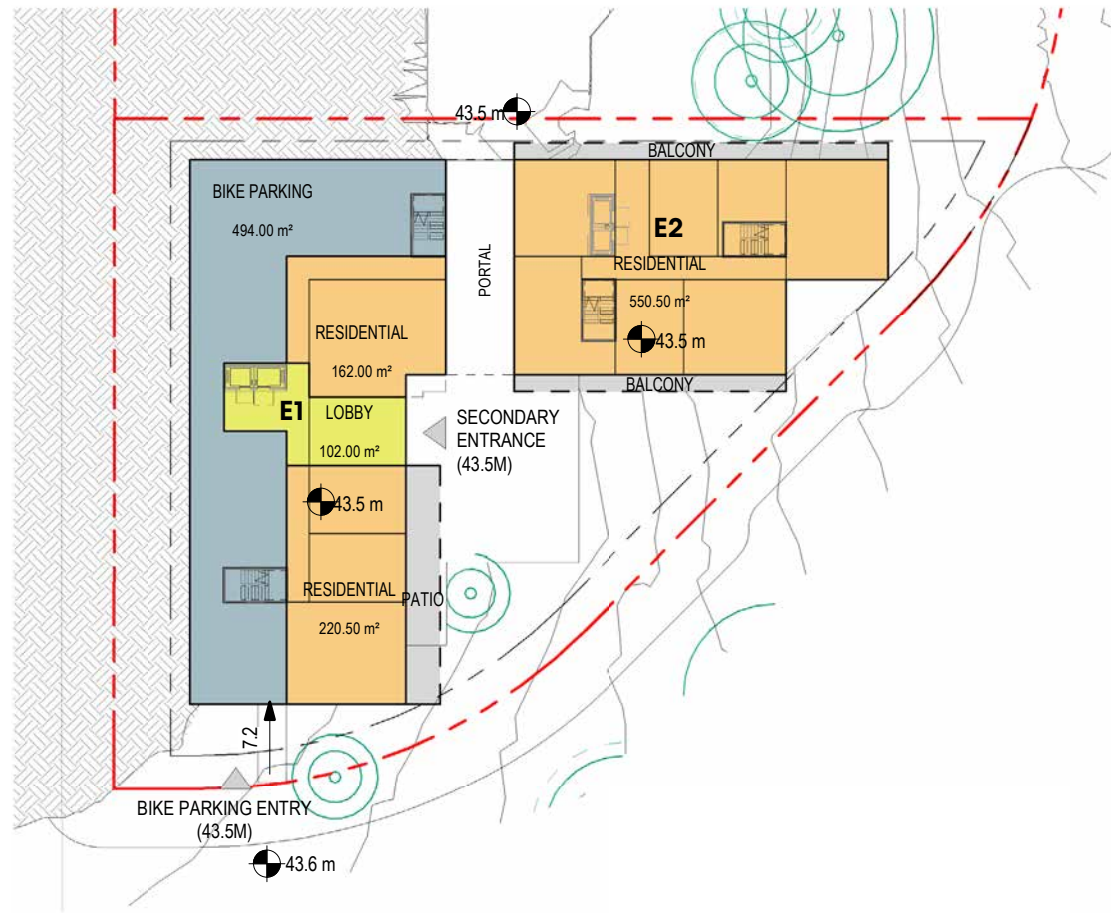 43.5 m
BALCONY
BIKE PARKING
494.00 m²
E2
PORTAL
RESIDENTIAL
550.50 m²
43.5 m
RESIDENTIAL
162.00 m²
BALCONY
E1
LOBBY
102.00 m²
SECONDARY
ENTRANCE
(43.5M)
43.5 m
RESIDENTIAL
220.50 m²
PATIO
7.2
BIKE PARKING ENTRY
(43.5M)
43.6 m